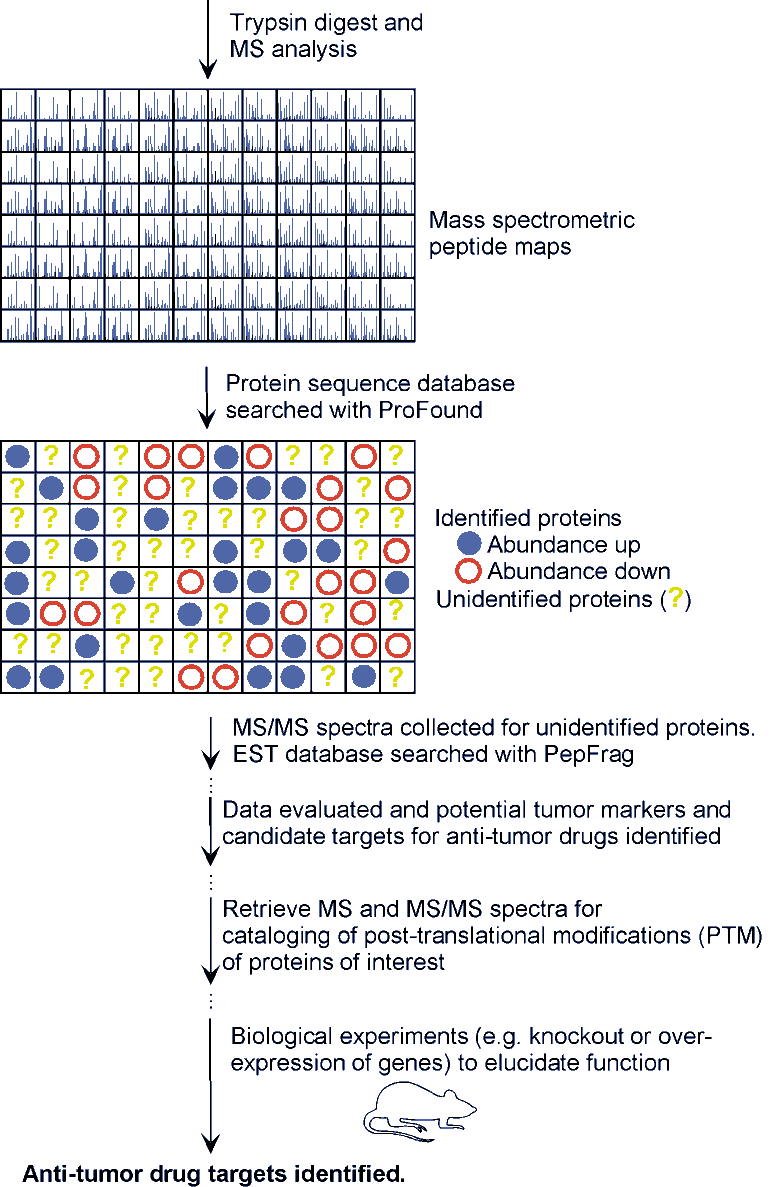 Trypsin digest and
MS analysis
Mass spectrometric
peptide maps
Protein sequence database
searched with ProFound
? ? ? ? ?
? ? ? ?
? ? ? ? ? ? ? ?
? ? ? ? ? ?
? ? ? ?
? ? ? ?
? ? ? ? ? ?
? ? ? ? ?
Identified proteins
Abundance up
Abundance down
Unidentified proteins (?)
MS/MS spectra collected for unidentified proteins.
EST database searched with PepFrag
Data evaluated and potential tumor markers and
candidate targets for anti-tumor drugs identified
Retrieve MS and MS/MS spectra for
cataloging of post-translational modifications (PTM)
of proteins of interest
Biological experiments (e.g. knockout or over-
expression of genes) to elucidate function
Anti-tumor drug targets identified.